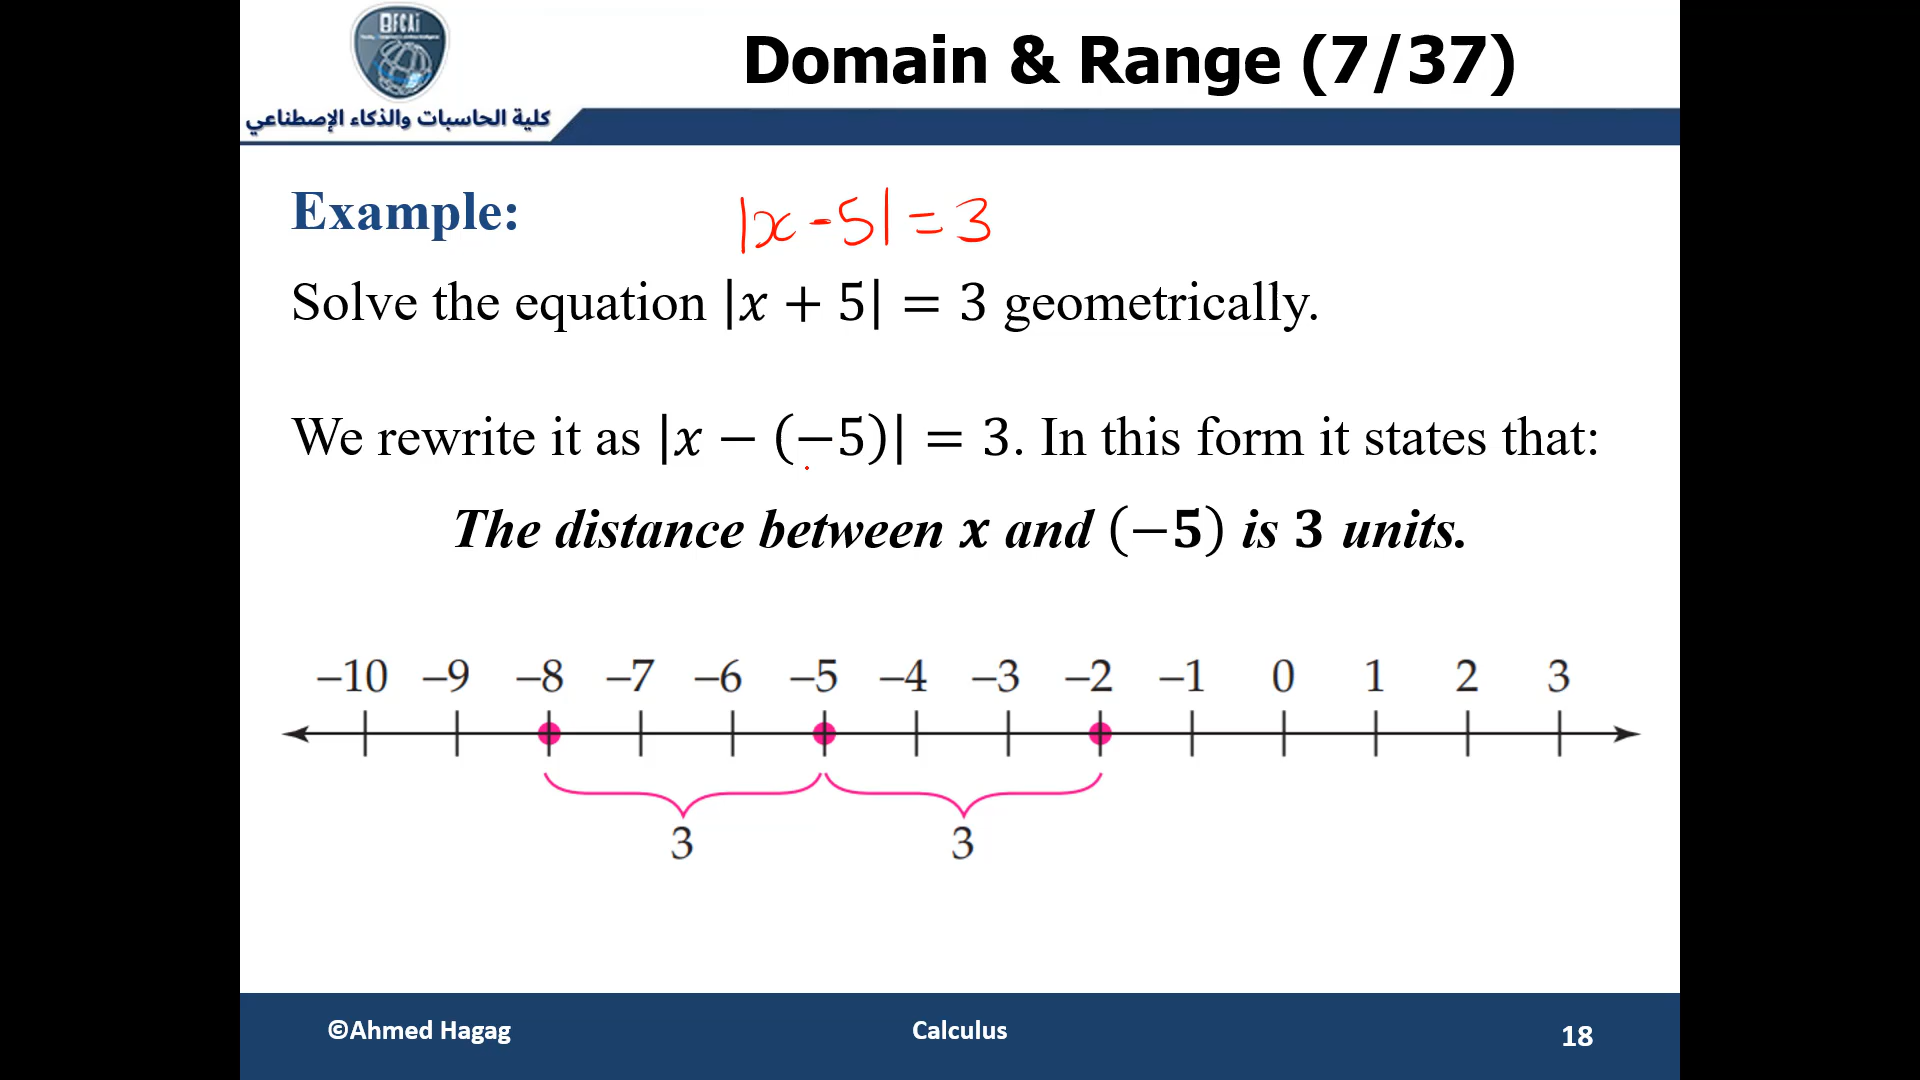 FCAi
Domain & Range (7/37)
كلية الحاسبات والذكاء الإصطناعي
Example:
|x - 5| = 3
Solve the equation |x + 5| = 3 geometrically.
We rewrite it as |x − (−5)| = 3. In this form it states that:
The distance between x and (−5) is 3 units.
–10 –9 –8 –7 –6 –5 –4 –3 –2 –1 0 1 2 3
3 3
©Ahmed Hagag Calculus 18